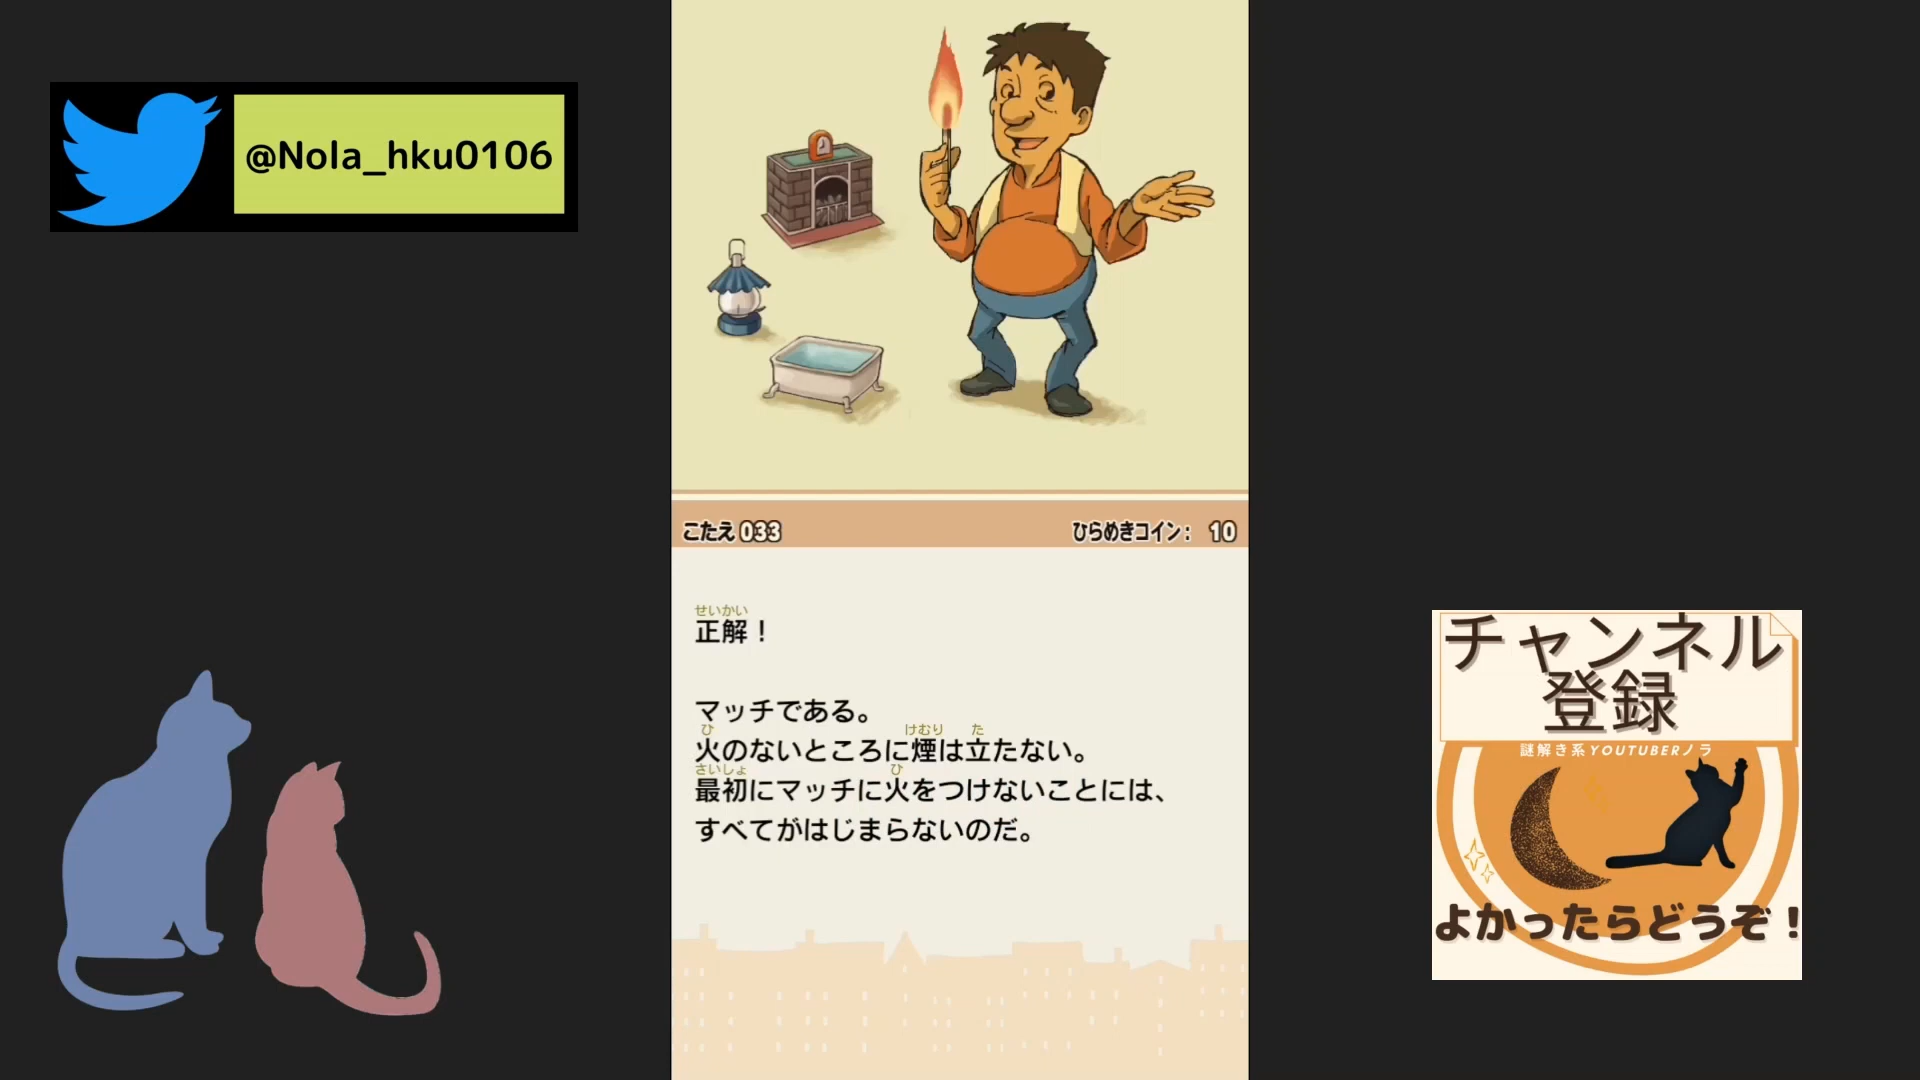 @Nola_hku0106
こたえ033
ひらめきコイン: 10
せいかい
正解！
マッチである。
ひ けむり た
火のないところに煙は立たない。
さいしょ ひ
最初にマッチに火をつけないことには、
すべてがはじまらないのだ。
チャンネル
登録
謎解き系YOUTUBERノラ
よかったらどうぞ！